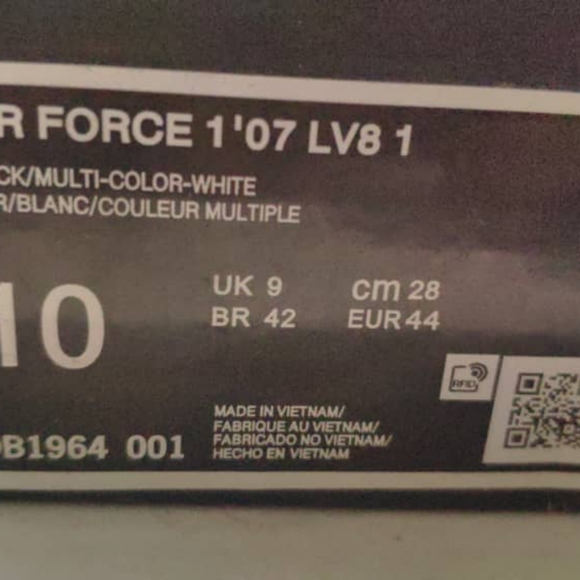 R FORCE 1'07 LV8 1
CK/MULTI-COLOR-WHITE
R/BLANC/COULEUR MULTIPLE
10
UK 9 cm 28
BR 42 EUR 44
RFID
MADE IN VIETNAM/
FABRIQUE AU VIETNAM/
FABRICADO NO VIETNAM/
HECHO EN VIETNAM
DB1964 001